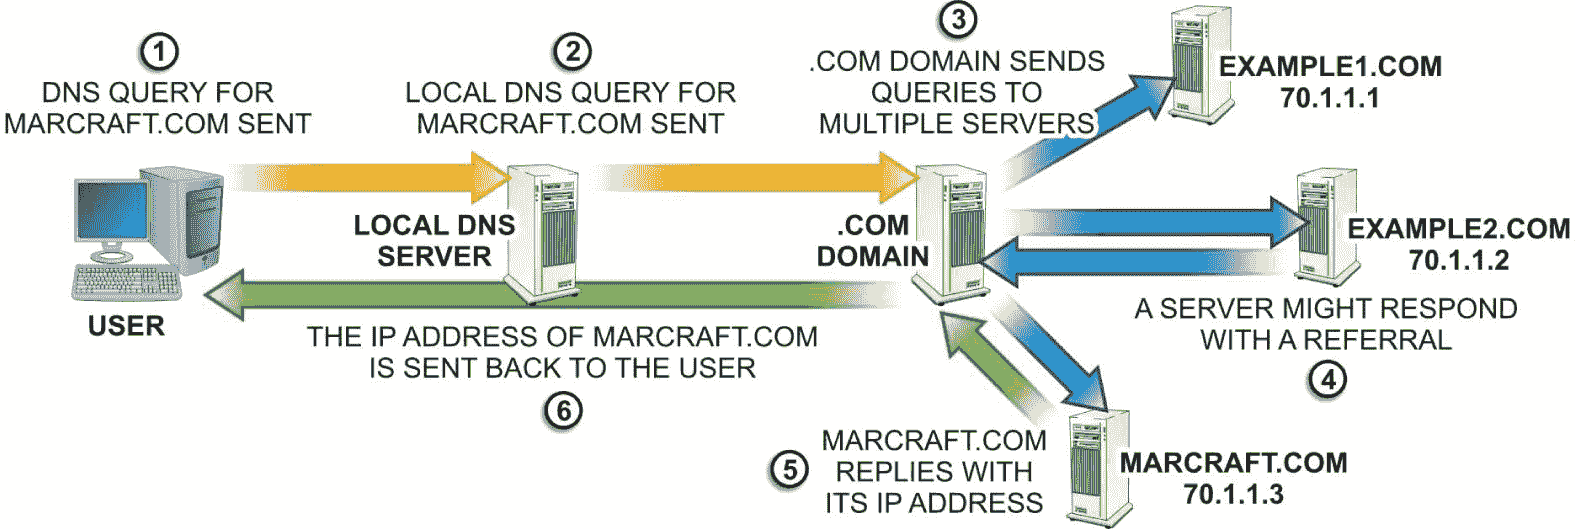 1
DNS QUERY FOR
MARCRAFT.COM SENT
2
LOCAL DNS QUERY FOR
MARCRAFT.COM SENT
3
.COM DOMAIN SENDS
QUERIES TO
MULTIPLE SERVERS
EXAMPLE1.COM
70.1.1.1
USER
LOCAL DNS
SERVER
.COM
DOMAIN
EXAMPLE2.COM
70.1.1.2
A SERVER MIGHT RESPOND
WITH A REFERRAL
4
THE IP ADDRESS OF MARCRAFT.COM
IS SENT BACK TO THE USER
6
5
MARCRAFT.COM
REPLIES WITH
ITS IP ADDRESS
MARCRAFT.COM
70.1.1.3